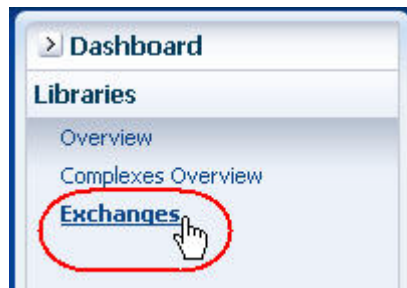 Dashboard
Libraries
Overview
Complexes Overview
Exchanges